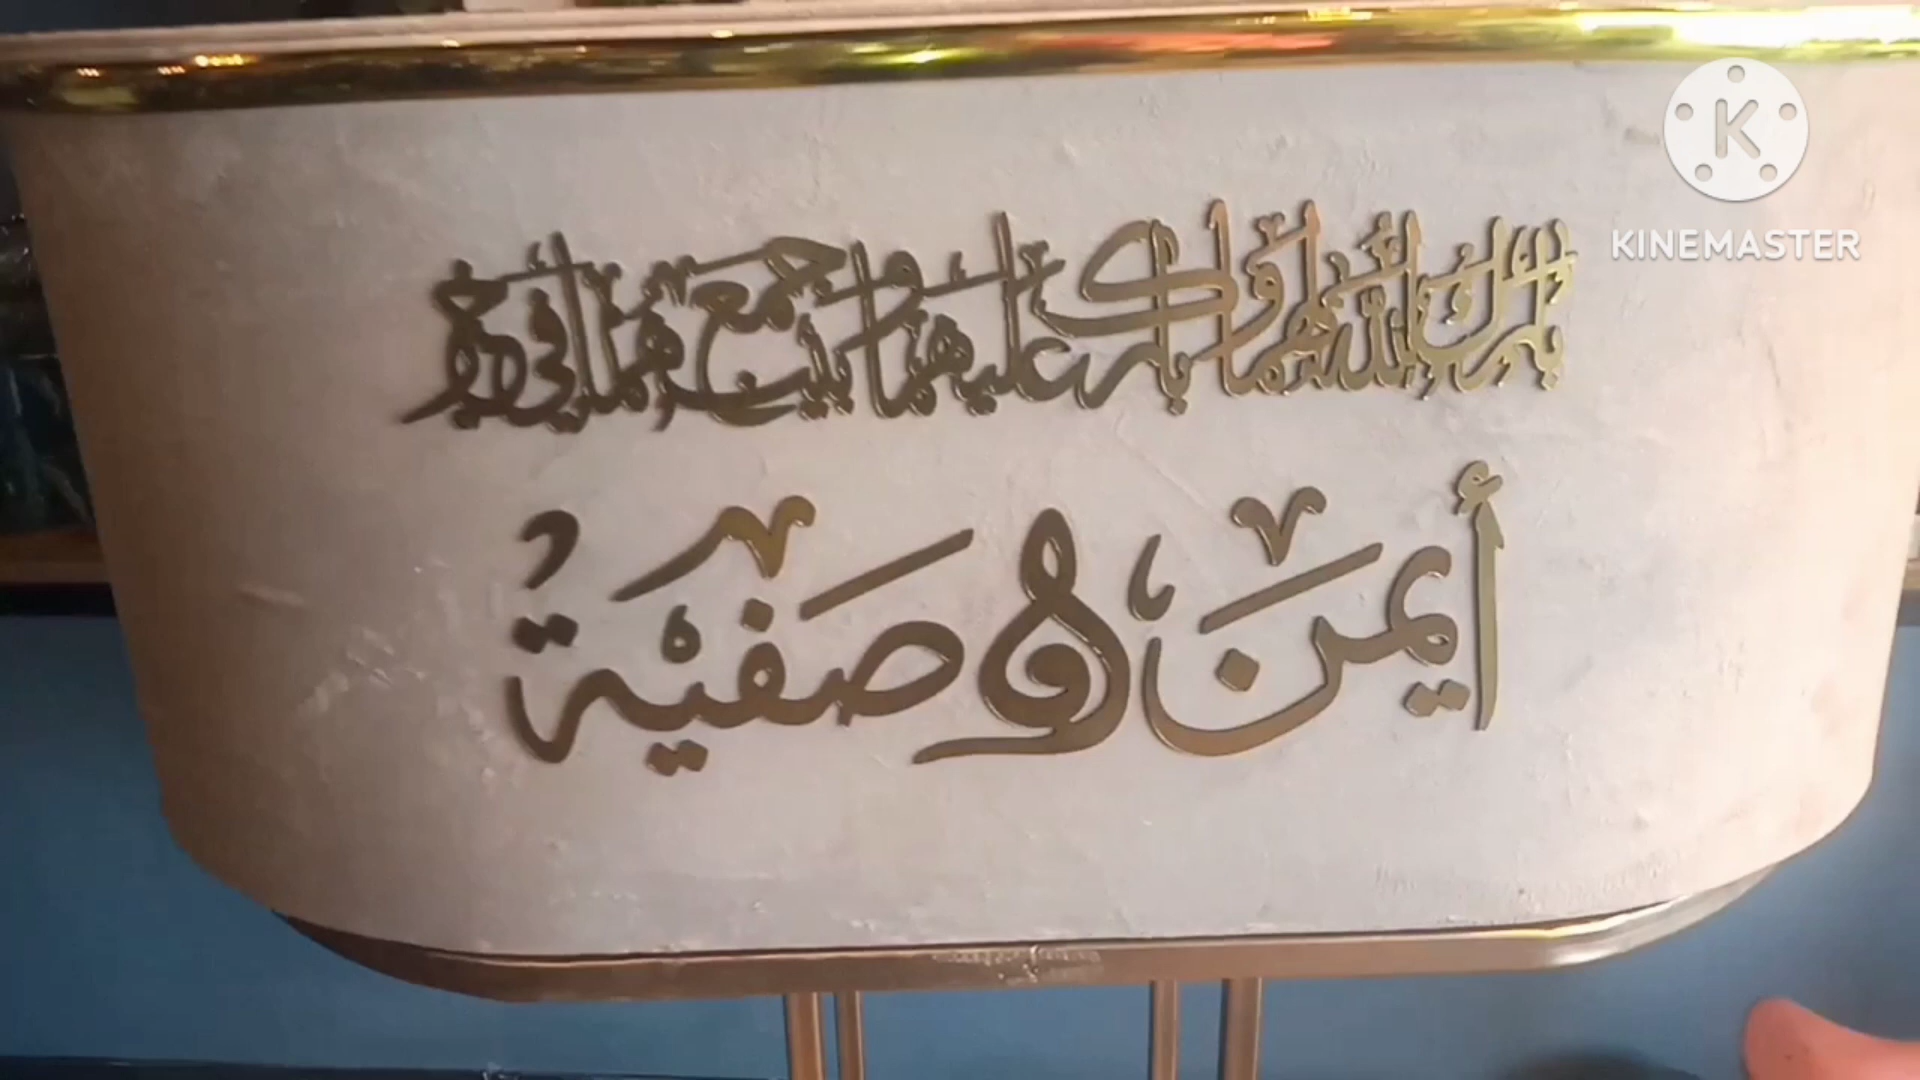 KINEMASTER
بارك الله لهما وبارك عليهما وجمع بينهما في خير
أيمن و صفية